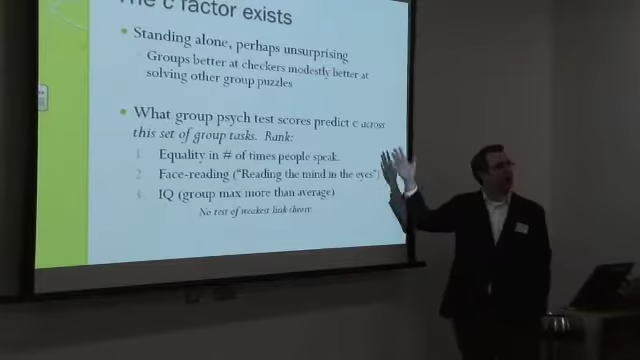 The c factor exists
Standing alone, perhaps unsurprising
Groups better at checkers modestly better at
solving other group puzzles
What group psych test scores predict c across
this set of group tasks. Rank:
1. Equality in # of times people speak.
2. Face-reading ("Reading the mind in the eyes")
3. IQ (group max more than average)
No test of weakest link theory.